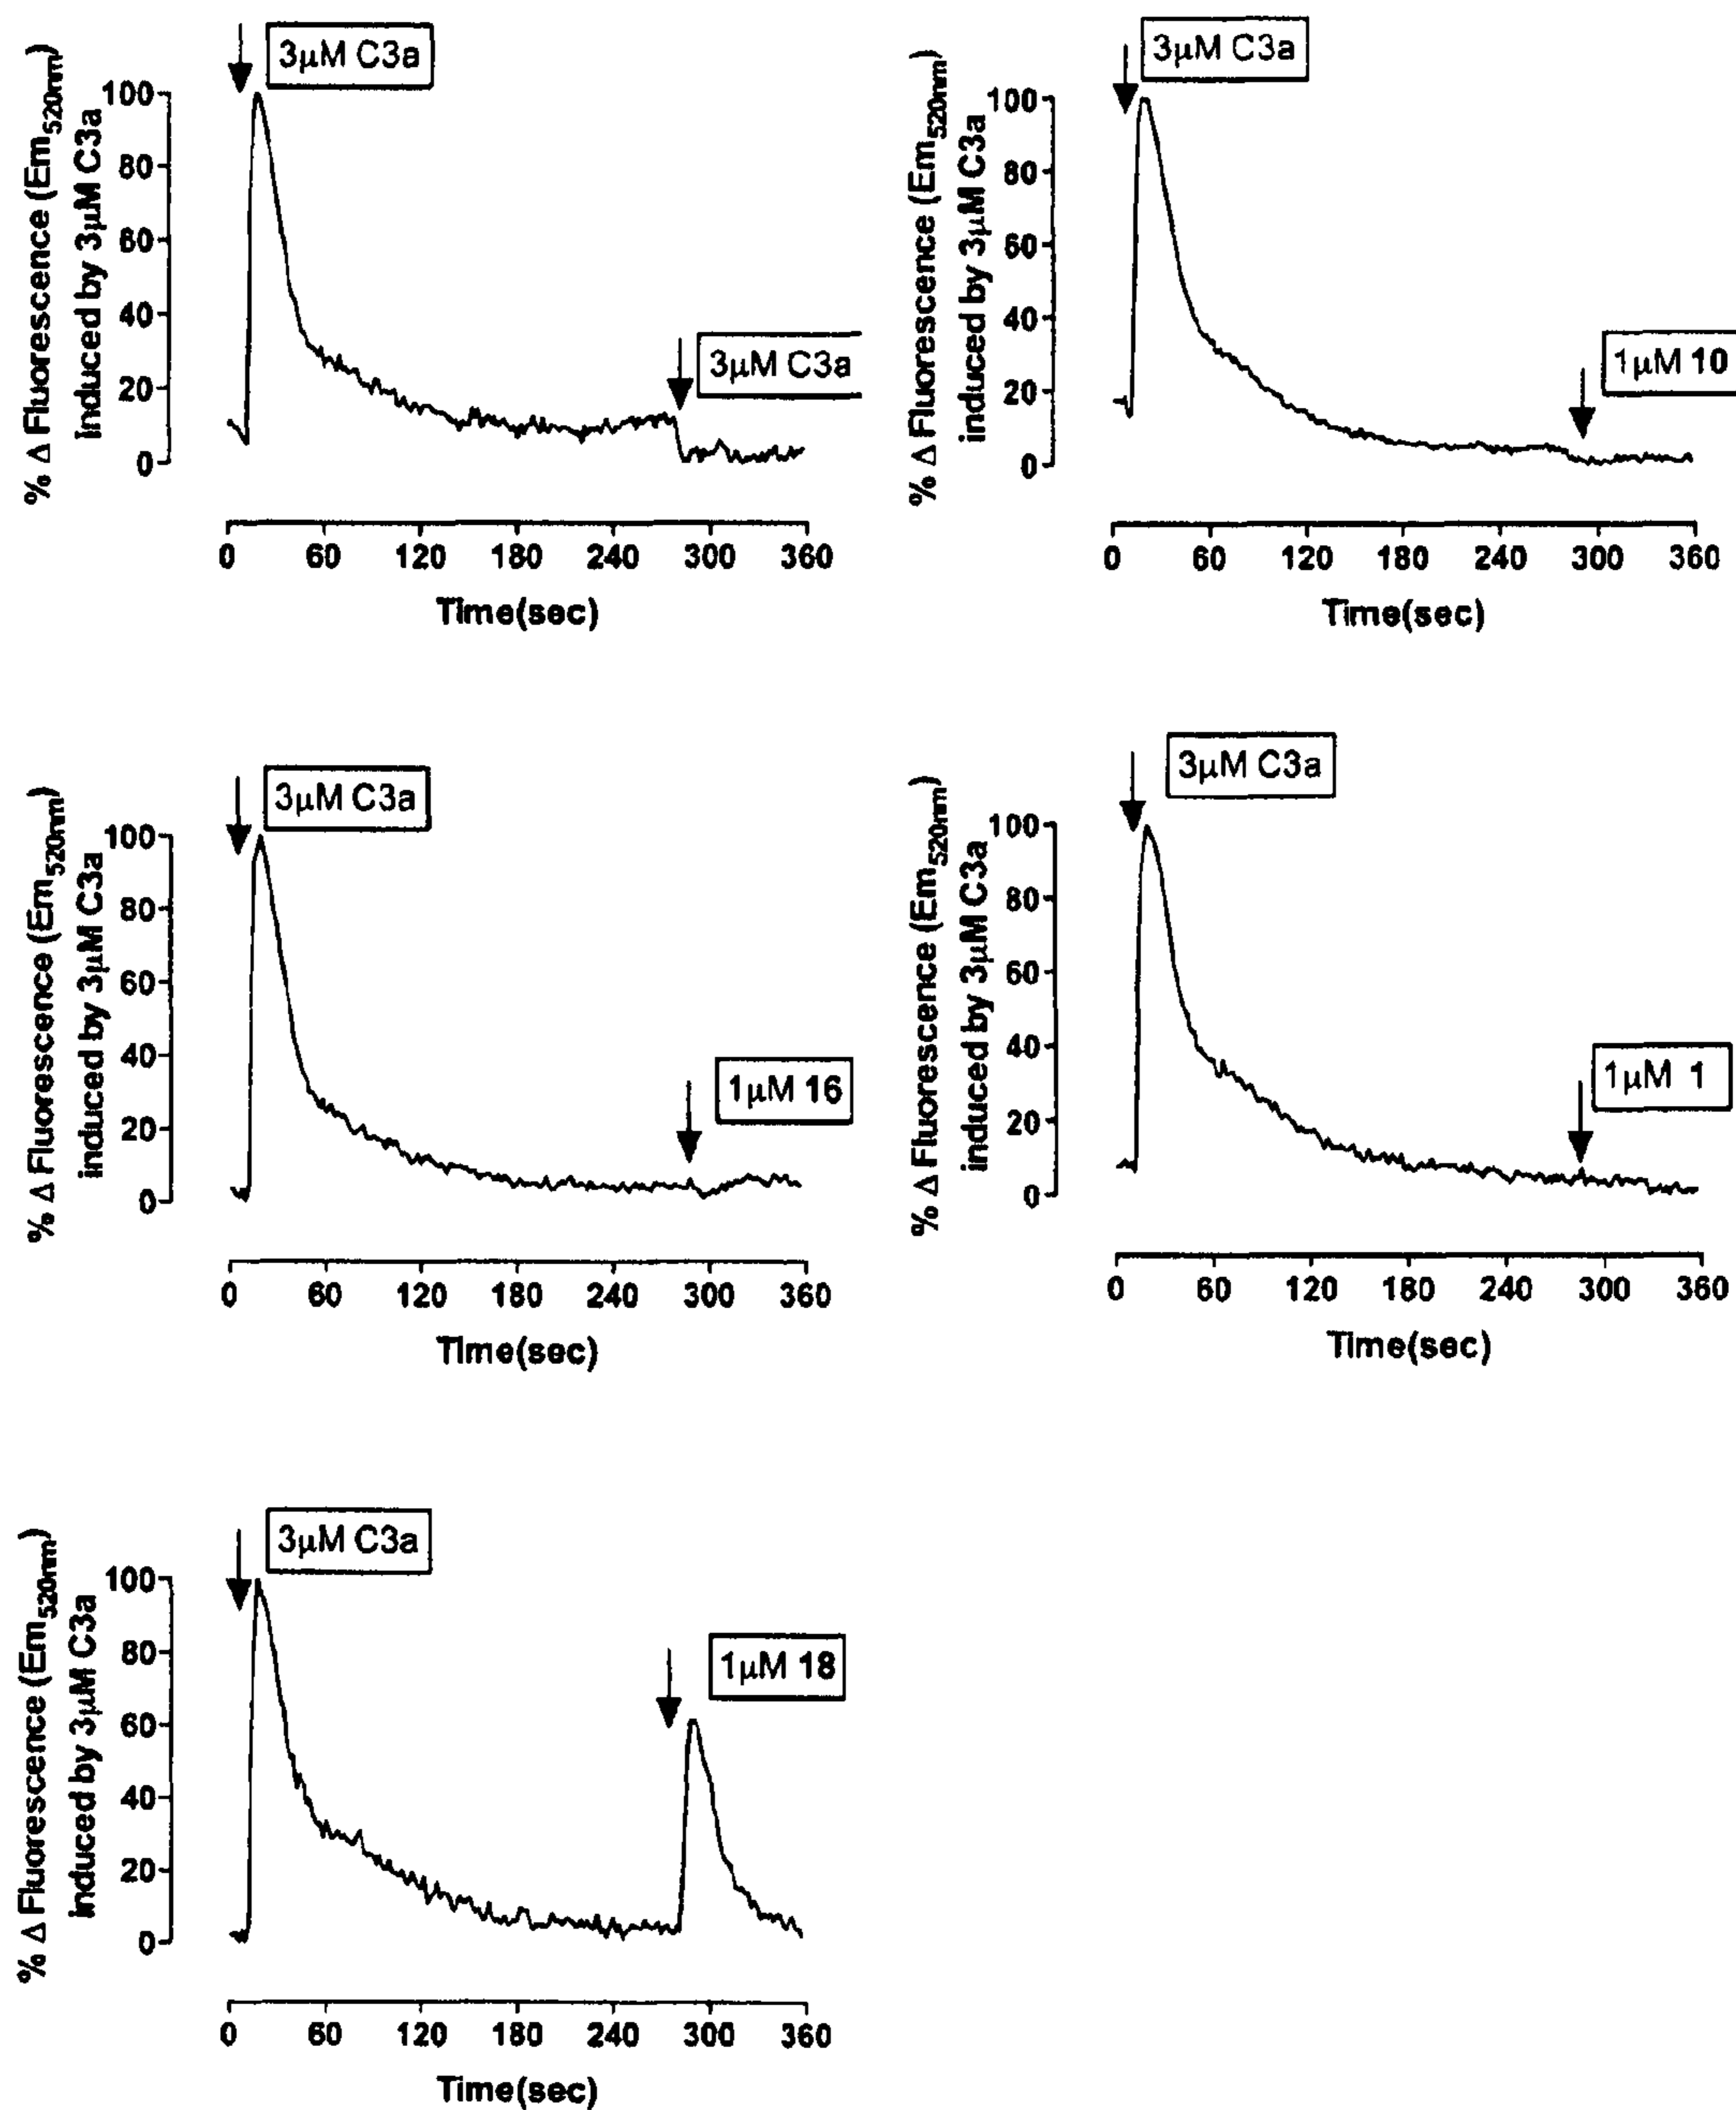 3μM C3a
% Δ Fluorescence (Em520nm)
Induced by 3μM C3a
100
80
60
40
20
0
3μM C3a
0 60 120 180 240 300 360
Time(sec)
3μM C3a
% Δ Fluorescence (Em520nm)
induced by 3μM C3a
100
80
60
40
20
0
1μM 10
0 60 120 180 240 300 360
Time(sec)
3μM C3a
% Δ Fluorescence (Em520nm)
induced by 3μM C3a
100
80
60
40
20
0
1μM 16
0 60 120 180 240 300 360
Time(sec)
3μM C3a
% Δ Fluorescence (Em520nm)
induced by 3μM C3a
100
80
60
40
20
0
1μM 1
0 60 120 180 240 300 360
Time(sec)
3μM C3a
% Δ Fluorescence (Em520nm)
induced by 3μM C3a
100
80
60
40
20
0
1μM 18
0 60 120 180 240 300 360
Time(sec)